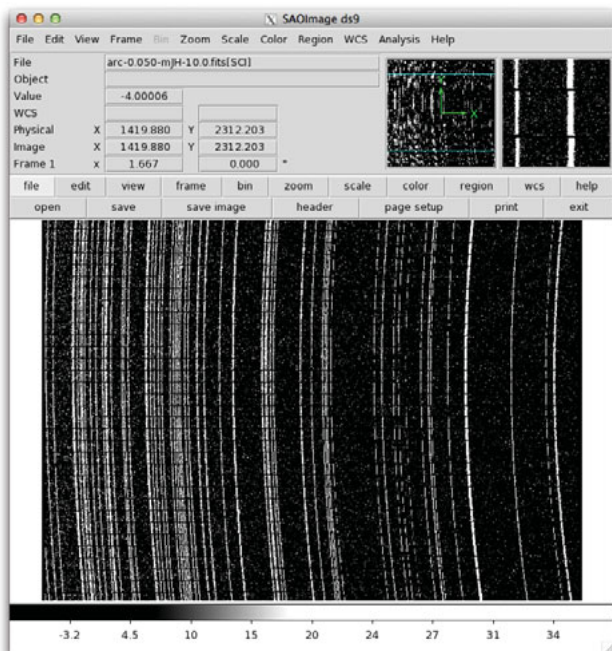 SAOImage ds9
File Edit View Frame Bin Zoom Scale Color Region WCS Analysis Help
File arc-0.050-mJH-10.0.fits[SCI]
Object
Value -4.00006
WCS
Physical X 1419.880 Y 2312.203
Image X 1419.880 Y 2312.203
Frame 1 x 1.667 0.000 °
X
file edit view frame bin zoom scale color region wcs help
open save save image header page setup print exit
-3.2 4.5 10 15 20 24 27 31 34